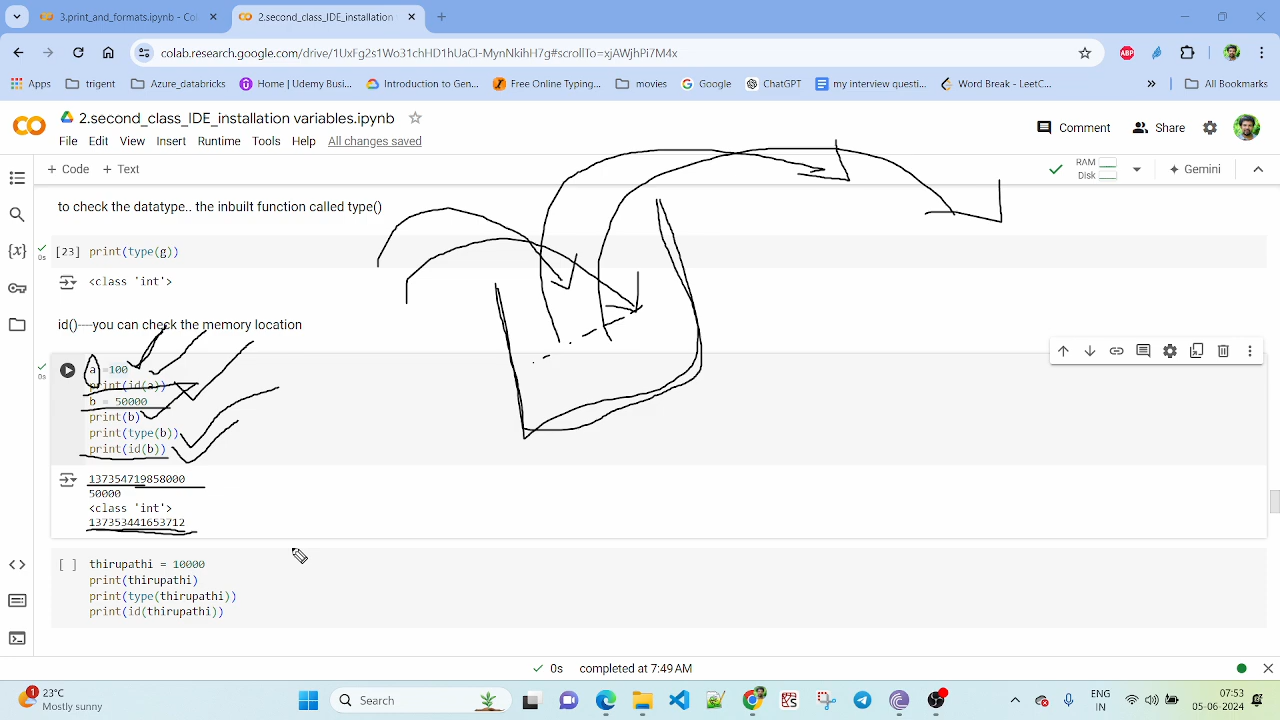 3.print_and_formats.ipynb - Col
2.second_class_IDE_installation
colab.research.google.com/drive/1UxFg2s1Wo31chHD1hUaCI-MynNkihH7g#scrollTo=xjAWjhPi7M4x
ABP
Apps
trigent
Azure_databricks
Home | Udemy Busi...
Introduction to Gen...
Free Online Typing...
movies
Google
ChatGPT
my interview questi...
Word Break - LeetC...
All Bookmarks
2.second_class_IDE_installation variables.ipynb
Comment
Share
File Edit View Insert Runtime Tools Help All changes saved
+ Code + Text
RAM
Disk
Gemini
to check the datatype.. the inbuilt function called type()
[23] print(type(g))
0s
<class 'int'>
id()----you can check the memory location
a =100
0s
print(id(a))
b = 50000
print(b)
print(type(b))
print(id(b))
137354719858000
50000
<class 'int'>
137353441653712
[ ] thirupathi = 10000
print(thirupathi)
print(type(thirupathi))
print(id(thirupathi))
0s completed at 7:49 AM
1
23°C
Mostly sunny
Search
ENG
IN
07:53
05-06-2024